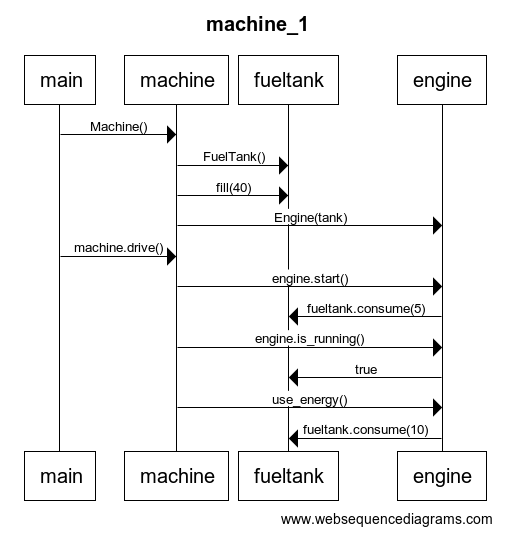 machine_1
main machine fueltank engine
Machine()
FuelTank()
fill(40)
Engine(tank)
machine.drive()
engine.start()
fueltank.consume(5)
engine.is_running()
true
use_energy()
fueltank.consume(10)
main machine fueltank engine
www.websequencediagrams.com